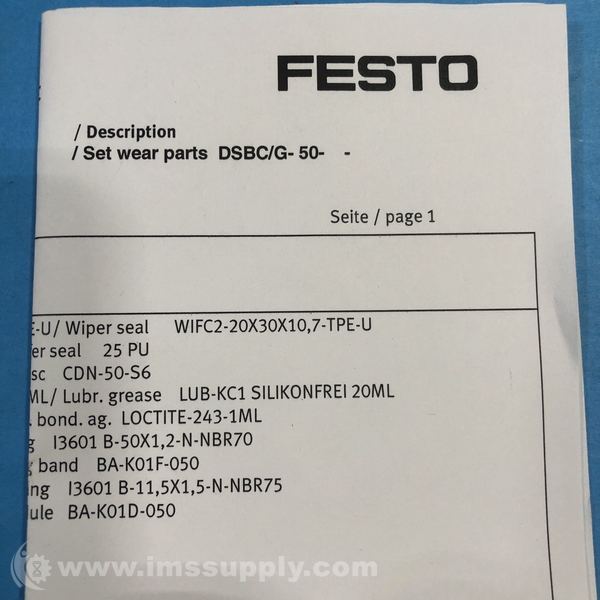 FESTO
/ Description
/ Set wear parts DSBC/G- 50- -
Seite / page 1
E-U/ Wiper seal WIFC2-20X30X10,7-TPE-U
er seal 25 PU
sc CDN-50-S6
ML/ Lubr. grease LUB-KC1 SILIKONFREI 20ML
. bond. ag. LOCTITE-243-1ML
g I3601 B-50X1,2-N-NBR70
g band BA-K01F-050
ng I3601 B-11,5X1,5-N-NBR75
ule BA-K01D-050
www.imssupply.com